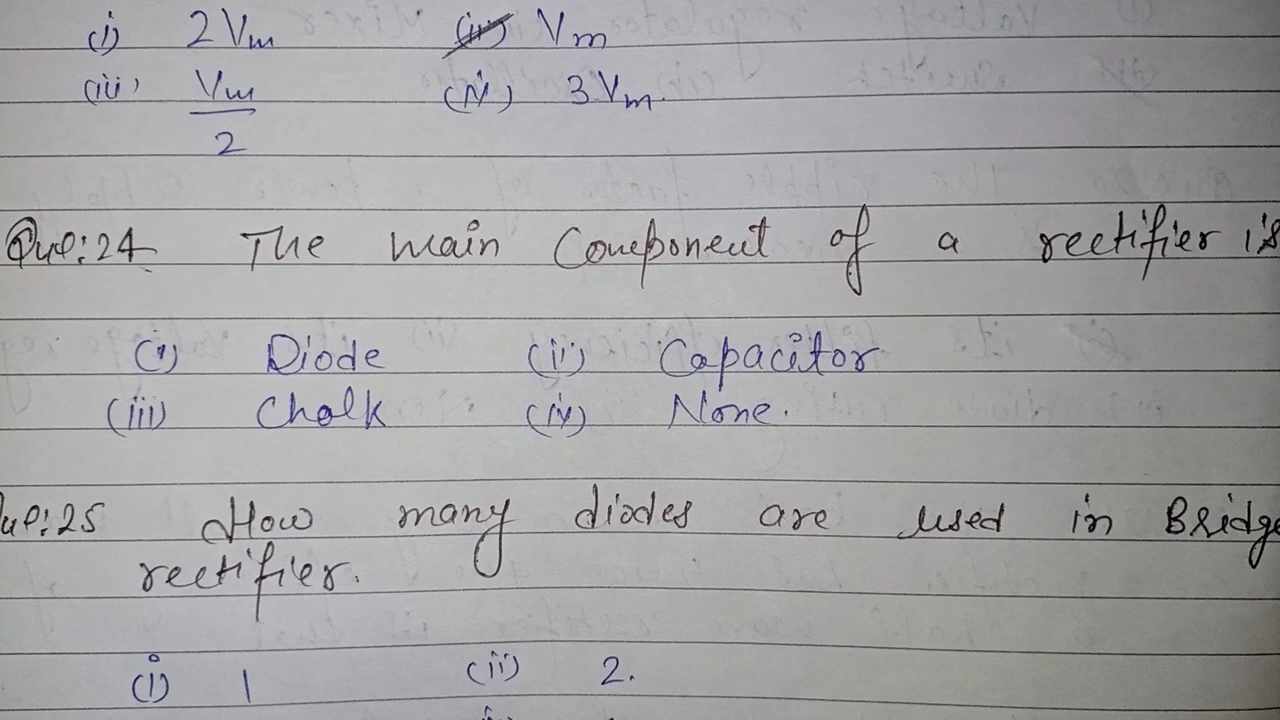 (i) 2Vm (ii) Vm
(iii) Vm/2 (iv) 3Vm.
Que:24 The main Component of a rectifier is
(i) Diode (ii) Capacitor
(iii) Chalk (iv) None.
ue:25 How many diodes are used in Bridge
rectifier.
(i) 1 (ii) 2.